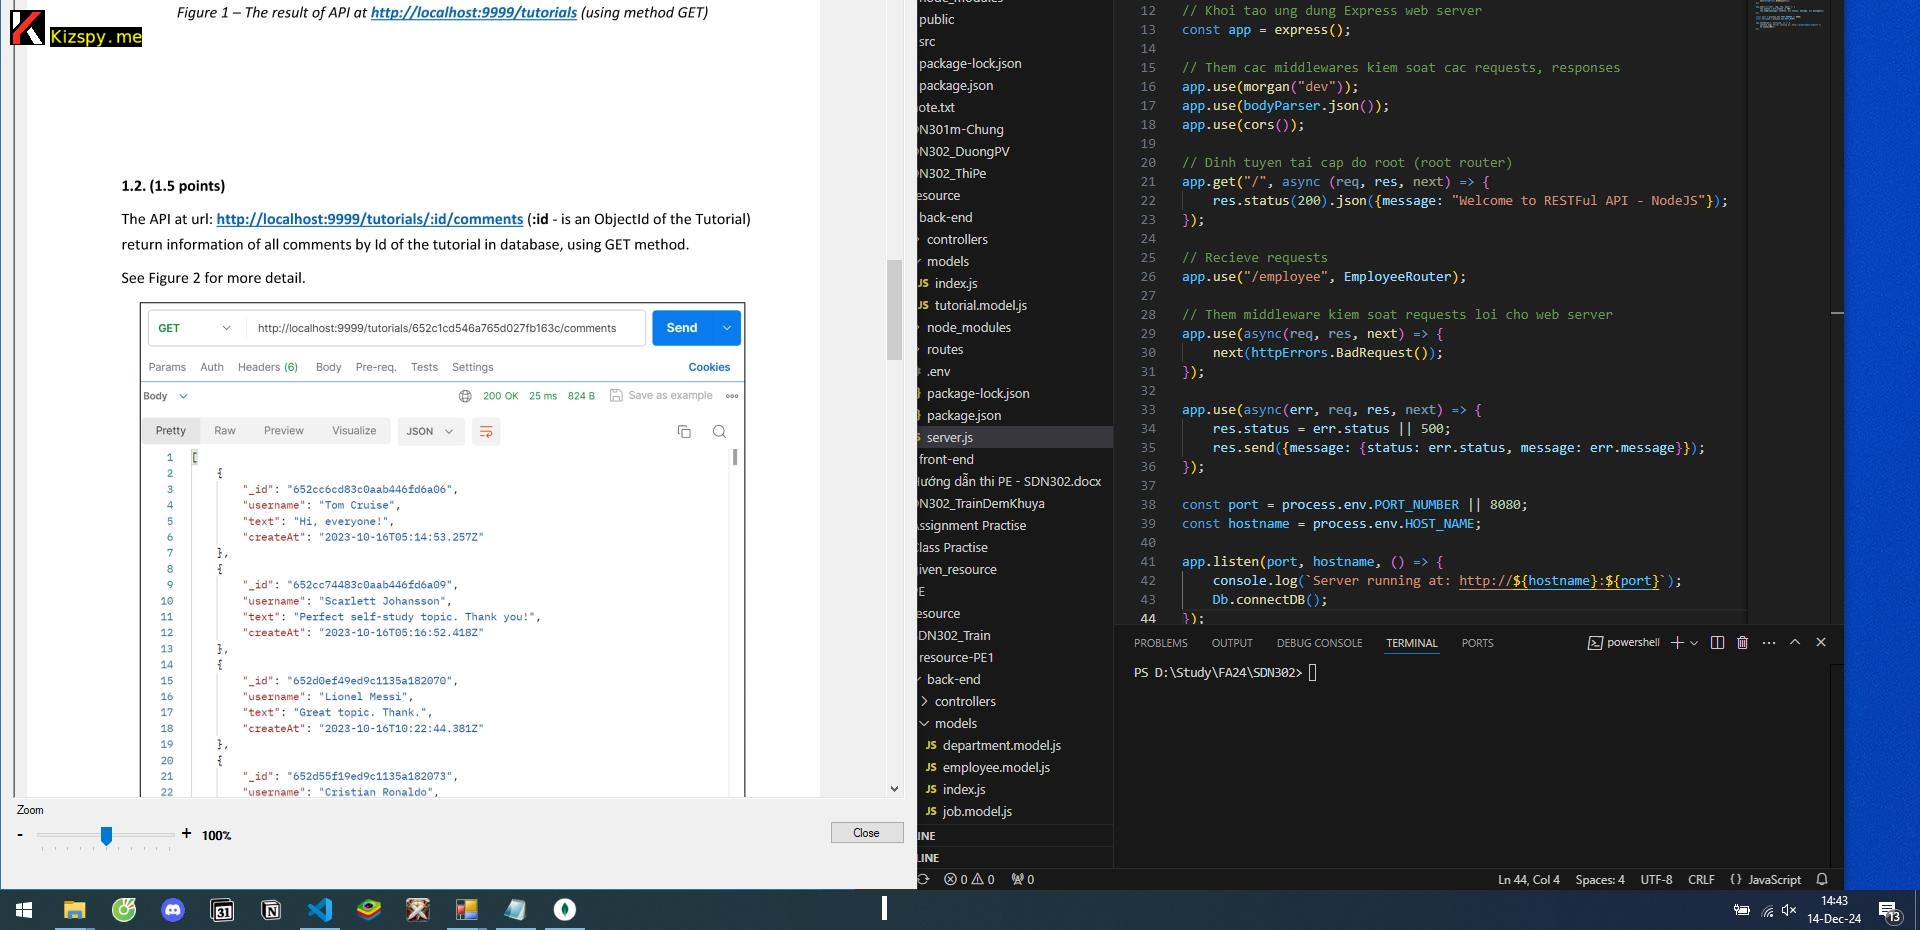 Figure 1 – The result of API at http://localhost:9999/tutorials (using method GET)
Kizspy.me
1.2. (1.5 points)
The API at url: http://localhost:9999/tutorials/:id/comments (:id - is an ObjectId of the Tutorial)
return information of all comments by Id of the tutorial in database, using GET method.
See Figure 2 for more detail.
GET
http://localhost:9999/tutorials/652c1cd546a765d027fb163c/comments
Send
Params Auth Headers (6) Body Pre-req. Tests Settings Cookies
Body 200 OK 25 ms 824 B Save as example
Pretty Raw Preview Visualize JSON
1 [
2 {
3 "_id": "652cc6cd83c0aab446fd6a06",
4 "username": "Tom Cruise",
5 "text": "Hi, everyone!",
6 "createAt": "2023-10-16T05:14:53.257Z"
7 },
8 {
9 "_id": "652cc74483c0aab446fd6a09",
10 "username": "Scarlett Johansson",
11 "text": "Perfect self-study topic. Thank you!",
12 "createAt": "2023-10-16T05:16:52.418Z"
13 },
14 {
15 "_id": "652d0ef49ed9c1135a182070",
16 "username": "Lionel Messi",
17 "text": "Great topic. Thank.",
18 "createAt": "2023-10-16T10:22:44.381Z"
19 },
20 {
21 "_id": "652d55f19ed9c1135a182073",
22 "username": "Cristian Ronaldo",
Zoom
- + 100%
Close
public
src
package-lock.json
package.json
ote.txt
N301m-Chung
N302_DuongPV
N302_ThiPe
esource
back-end
controllers
models
JS index.js
JS tutorial.model.js
node_modules
routes
.env
package-lock.json
package.json
server.js
front-end
ướng dẫn thi PE - SDN302.docx
N302_TrainDemKhuya
ssignment Practise
lass Practise
iven_resource
E
esource
DN302_Train
resource-PE1
back-end
controllers
models
JS department.model.js
JS employee.model.js
JS index.js
JS job.model.js
INE
LINE
12 // Khoi tao ung dung Express web server
13 const app = express();
14
15 // Them cac middlewares kiem soat cac requests, responses
16 app.use(morgan("dev"));
17 app.use(bodyParser.json());
18 app.use(cors());
19
20 // Dinh tuyen tai cap do root (root router)
21 app.get("/", async (req, res, next) => {
22 res.status(200).json({message: "Welcome to RESTFul API - NodeJS"});
23 });
24
25 // Recieve requests
26 app.use("/employee", EmployeeRouter);
27
28 // Them middleware kiem soat requests loi cho web server
29 app.use(async(req, res, next) => {
30 next(httpErrors.BadRequest());
31 });
32
33 app.use(async(err, req, res, next) => {
34 res.status = err.status || 500;
35 res.send({message: {status: err.status, message: err.message}});
36 });
37
38 const port = process.env.PORT_NUMBER || 8080;
39 const hostname = process.env.HOST_NAME;
40
41 app.listen(port, hostname, () => {
42 console.log(`Server running at: http://${hostname}:${port}`);
43 Db.connectDB();
44 });
PROBLEMS OUTPUT DEBUG CONSOLE TERMINAL PORTS powershell
PS D:\Study\FA24\SDN302>
0 0 0
Ln 44, Col 4 Spaces: 4 UTF-8 CRLF {} JavaScript
31
14:43
14-Dec-24
13